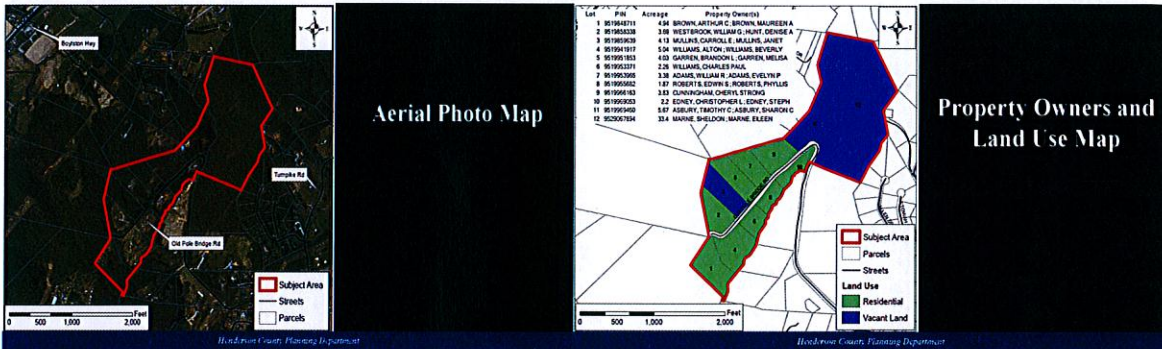 Boylston Hwy
Turnpike Rd
Old Pole Bridge Rd
Subject Area
Streets
Parcels
Feet
0 500 1,000 2,000
Henderson County Planning Department
Aerial Photo Map
Lot PIN Acreage Property Owner(s)
1 9519848711 4.94 BROWN, ARTHUR C; BROWN, MAUREEN A
2 9519858338 3.69 WESTBROOK, WILLIAM G; HUNT, DENISE A
3 9519859639 4.13 MULLINS, CARROLL E; MULLINS, JANET
4 9519941917 5.04 WILLIAMS, ALTON; WILLIAMS, BEVERLY
5 9519951853 4.03 GARREN, BRANDON L; GARREN, MELISA
6 9519953371 2.26 WILLIAMS, CHARLES PAUL
7 9519953965 3.38 ADAMS, WILLIAM R; ADAMS, EVELYN P
8 9519955682 1.87 ROBERTS, EDWIN S; ROBERTS, PHYLLIS
9 9519966163 3.83 CUNNINGHAM, CHERYL STRONG
10 9519969053 2.2 EDNEY, CHRISTOPHER L; EDNEY, STEPH
11 9519969450 5.67 ASBURY, TIMOTHY C; ASBURY, SHARON C
12 9529067694 33.4 MARNE, SHELDON; MARNE, EILEEN
Subject Area
Parcels
Streets
Land Use
Residential
Vacant Land
Feet
0 500 1,000 2,000
Henderson County Planning Department
Property Owners and
Land Use Map